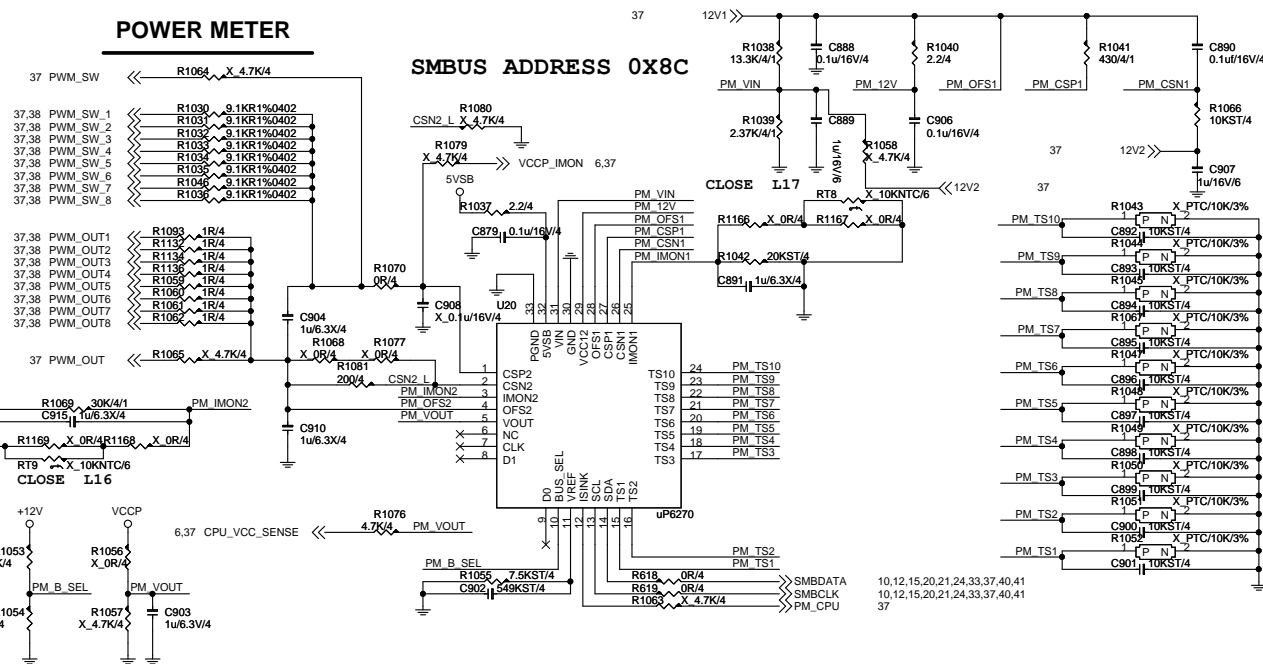 POWER METER
SMBUS ADDRESS 0X8C
37 PWM_SW
R1064 X_4.7K/4
37,38 PWM_SW_1 R1030 9.1KR1%0402
37,38 PWM_SW_2 R1031 9.1KR1%0402
37,38 PWM_SW_3 R1032 9.1KR1%0402
37,38 PWM_SW_4 R1033 9.1KR1%0402
37,38 PWM_SW_5 R1034 9.1KR1%0402
37,38 PWM_SW_6 R1035 9.1KR1%0402
37,38 PWM_SW_7 R1046 9.1KR1%0402
37,38 PWM_SW_8 R1036 9.1KR1%0402
37,38 PWM_OUT1 R1093 1R/4
37,38 PWM_OUT2 R1132 1R/4
37,38 PWM_OUT3 R1134 1R/4
37,38 PWM_OUT4 R1136 1R/4
37,38 PWM_OUT5 R1059 1R/4
37,38 PWM_OUT6 R1060 1R/4
37,38 PWM_OUT7 R1061 1R/4
37,38 PWM_OUT8 R1062 1R/4
37 PWM_OUT R1065 X_4.7K/4
R1069 30K/4/1 PM_IMON2
C915 1u/6.3X/4
R1169 X_0R/4 R1168 X_0R/4
RT9 X_10KNTC/6
CLOSE L16
+12V VCCP
R1056
X_0R/4
PM_B_SEL PM_VOUT
R1057
X_4.7K/4
C903
1u/6.3V/4
6,37 CPU_VCC_SENSE R1076 4.7K/4 PM_VOUT
R1080
CSN2_L X_4.7K/4
R1079
X_4.7K/4 VCCP_IMON 6,37
5VSB
R1037 2.2/4
C879 0.1u/16V/4
R1070
0R/4
C908
X_0.1u/16V/4
C904
1u/6.3X/4
R1068
X_0R/4
R1077
X_0R/4
R1081
200/4 CSN2_L
PM_IMON2
PM_OFS2
PM_VOUT
C910
1u/6.3X/4
U20
33 PGND
32 5VSB
31 VIN
30 GND
29 VCC12
28 OFS1
27 CSP1
26 CSN1
25 IMON1
PM_VIN
PM_12V
PM_OFS1
PM_CSP1
PM_CSN1
PM_IMON1
1 CSP2
2 CSN2
3 IMON2
4 OFS2
5 VOUT
6 NC
7 CLK
8 D1
TS10 24 PM_TS10
TS9 23 PM_TS9
TS8 22 PM_TS8
TS7 21 PM_TS7
TS6 20 PM_TS6
TS5 19 PM_TS5
TS4 18 PM_TS4
TS3 17 PM_TS3
D0 9
BUS_SEL 10
VREF 11
ISINK 12
SCL 13
SDA 14
TS1 15
TS2 16
uP6270
PM_TS2
PM_TS1
PM_B_SEL
R1055 7.5KST/4
C902 549KST/4
R618 0R/4 SMBDATA 10,12,15,20,21,24,33,37,40,41
R619 0R/4 SMBCLK 10,12,15,20,21,24,33,37,40,41
R1063 X_4.7K/4 PM_CPU 37
37 12V1
R1038
13.3K/4/1
C888
0.1u/16V/4
R1040
2.2/4
R1041
430/4/1
C890
0.1uf/16V/4
PM_VIN PM_12V PM_OFS1 PM_CSP1 PM_CSN1
R1039
2.37K/4/1
C889
1u/16V/6
C906
0.1u/16V/4
R1058
X_4.7K/4
R1066
10KST/4
37 12V2
C907
1u/16V/6
CLOSE L17
12V2 37
RT8 X_10KNTC/6
R1166 X_0R/4 R1167 X_0R/4
R1042 20KST/4
C891 1u/6.3X/4
R1043 X_PTC/10K/3%
PM_TS10 1 P N 2
C892 10KST/4
R1044 X_PTC/10K/3%
PM_TS9 1 P N 2
C893 10KST/4
R1045 X_PTC/10K/3%
PM_TS8 1 P N 2
C894 10KST/4
R1067 X_PTC/10K/3%
PM_TS7 1 P N 2
C895 10KST/4
R1047 X_PTC/10K/3%
PM_TS6 1 P N 2
C896 10KST/4
R1048 X_PTC/10K/3%
PM_TS5 1 P N 2
C897 10KST/4
R1049 X_PTC/10K/3%
PM_TS4 1 P N 2
C898 10KST/4
R1050 X_PTC/10K/3%
PM_TS3 1 P N 2
C899 10KST/4
R1051 X_PTC/10K/3%
PM_TS2 1 P N 2
C900 10KST/4
R1052 X_PTC/10K/3%
PM_TS1 1 P N 2
C901 10KST/4